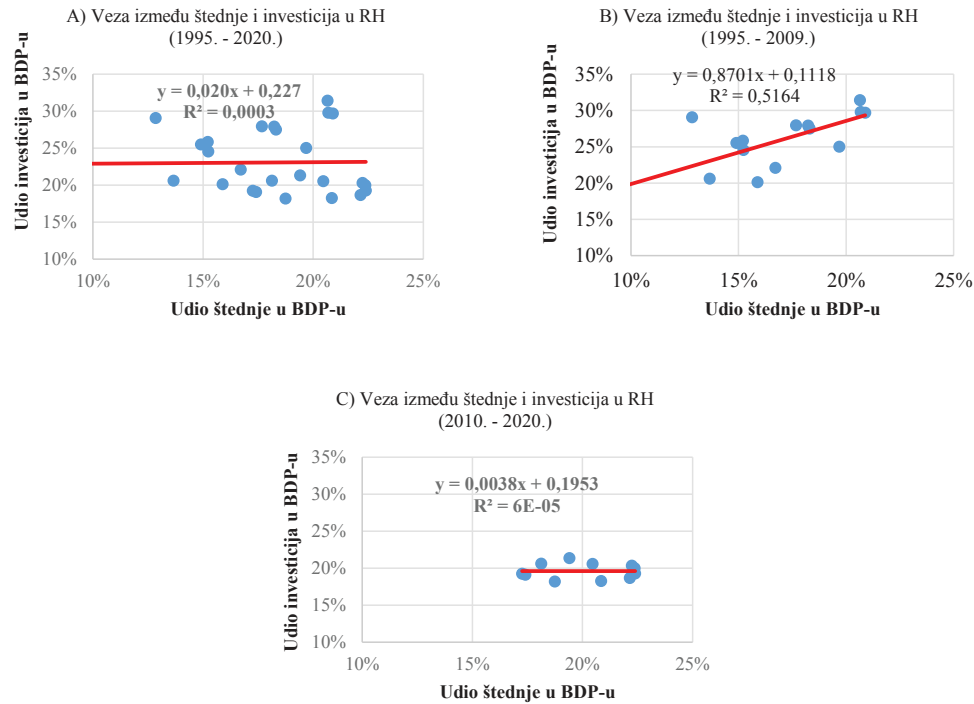 A) Veza između štednje i investicija u RH
(1995. - 2020.)
Udio investicija u BDP-u
35%
30%
25%
20%
15%
10%
y = 0,020x + 0,227
R² = 0,0003
10%
15%
20%
25%
Udio štednje u BDP-u
B) Veza između štednje i investicija u RH
(1995. - 2009.)
Udio investicija u BDP-u
35%
30%
25%
20%
15%
10%
y = 0,8701x + 0,1118
R² = 0,5164
10%
15%
20%
25%
Udio štednje u BDP-u
C) Veza između štednje i investicija u RH
(2010. - 2020.)
Udio investicija u BDP-u
35%
30%
25%
20%
15%
10%
y = 0,0038x + 0,1953
R² = 6E-05
10%
15%
20%
25%
Udio štednje u BDP-u